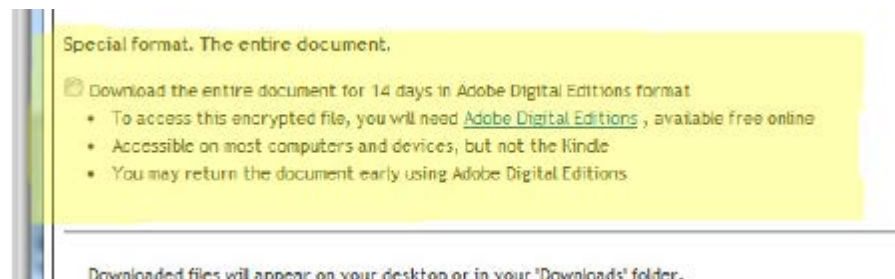 Special format. The entire document.
Download the entire document for 14 days in Adobe Digital Editions format
• To access this encrypted file, you will need Adobe Digital Editions , available free online
• Accessible on most computers and devices, but not the Kindle
• You may return the document early using Adobe Digital Editions
Downloaded files will appear on your desktop or in your 'Downloads' folder.